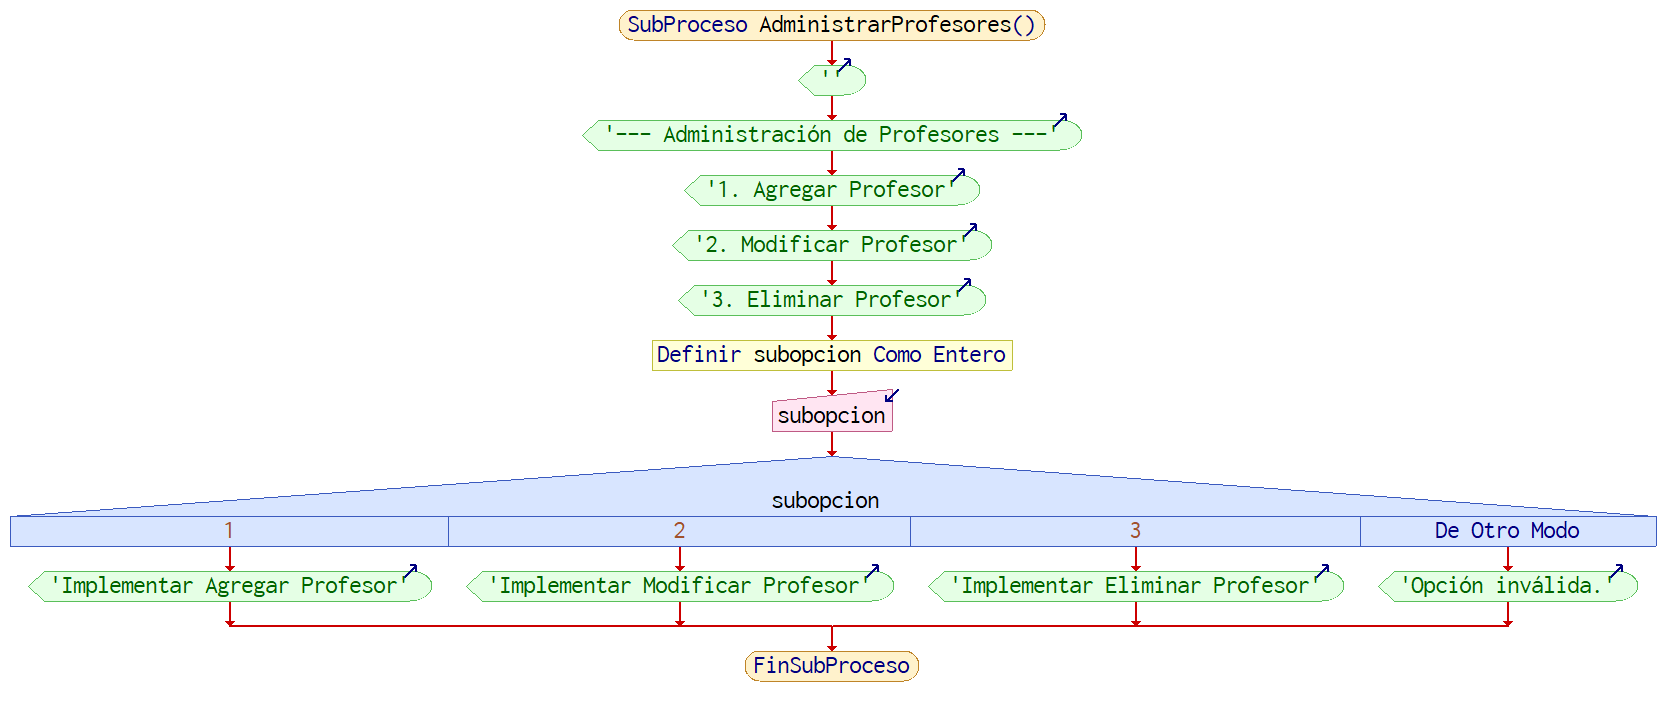 SubProceso AdministrarProfesores()
''
'--- Administración de Profesores ---'
'1. Agregar Profesor'
'2. Modificar Profesor'
'3. Eliminar Profesor'
Definir subopcion Como Entero
subopcion
subopcion
1 2 3 De Otro Modo
'Implementar Agregar Profesor' 'Implementar Modificar Profesor' 'Implementar Eliminar Profesor' 'Opción inválida.'
FinSubProceso